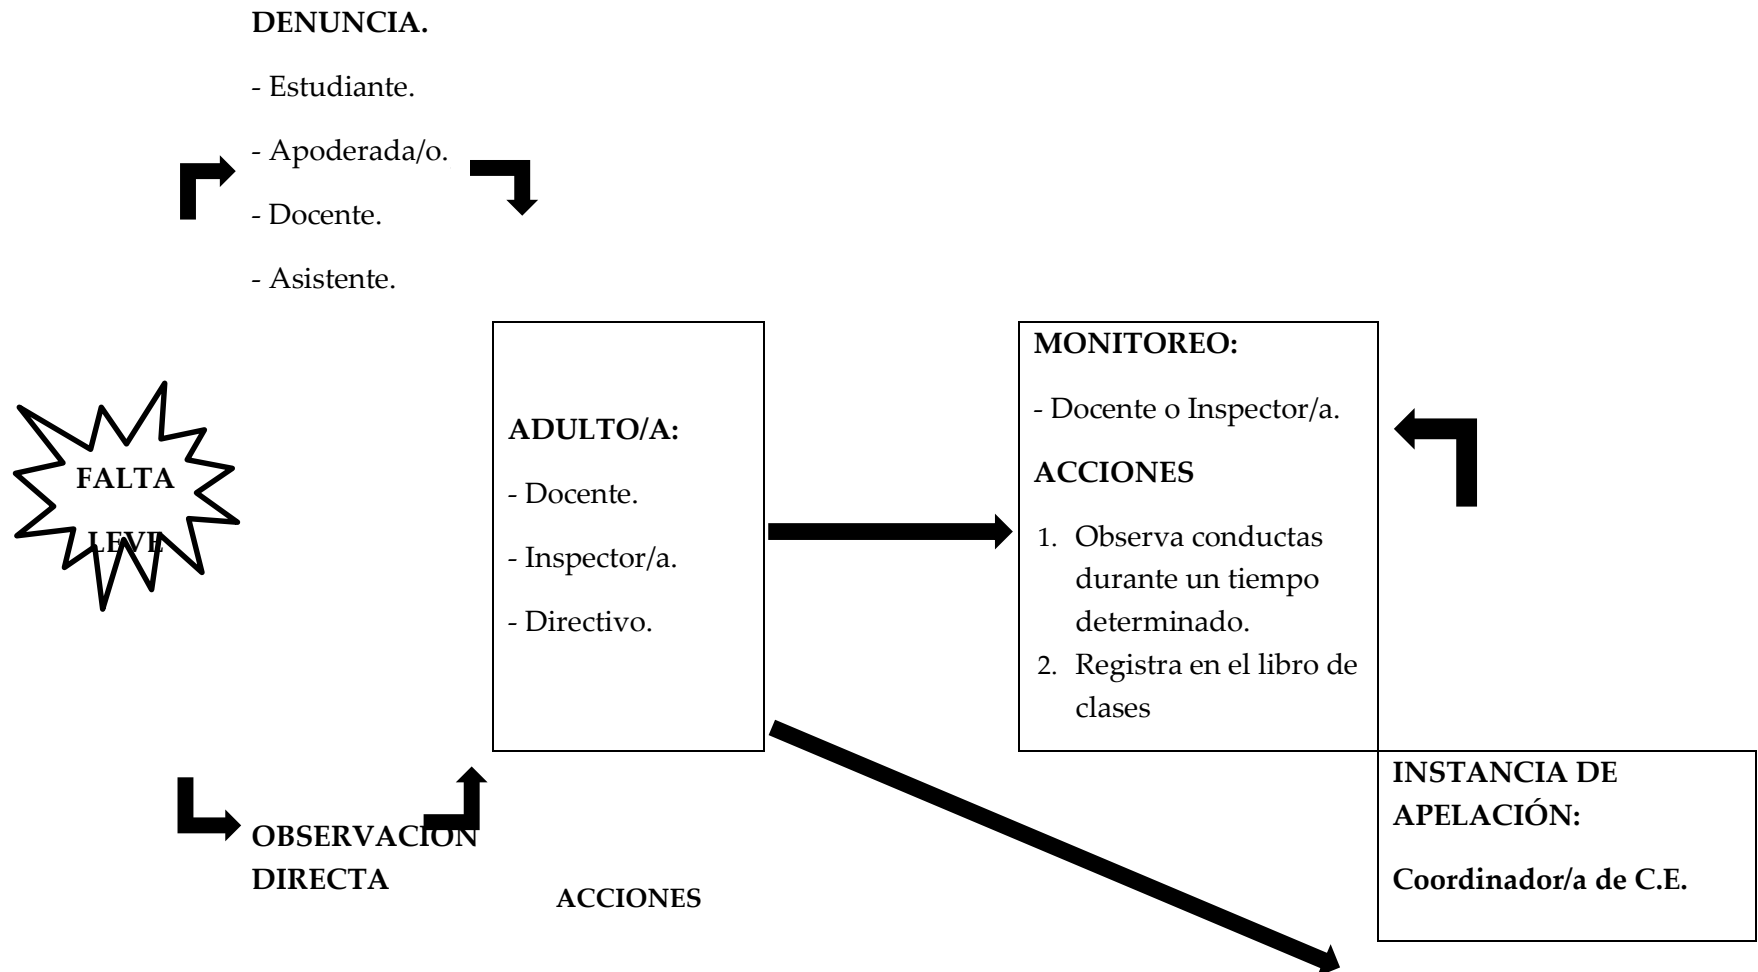 DENUNCIA.
- Estudiante.
- Apoderada/o.
- Docente.
- Asistente.
FALTA
LEVE
ADULTO/A:
- Docente.
- Inspector/a.
- Directivo.
MONITOREO:
- Docente o Inspector/a.
ACCIONES
1. Observa conductas
durante un tiempo
determinado.
2. Registra en el libro de
clases
OBSERVACION
DIRECTA
ACCIONES
INSTANCIA DE
APELACIÓN:
Coordinador/a de C.E.